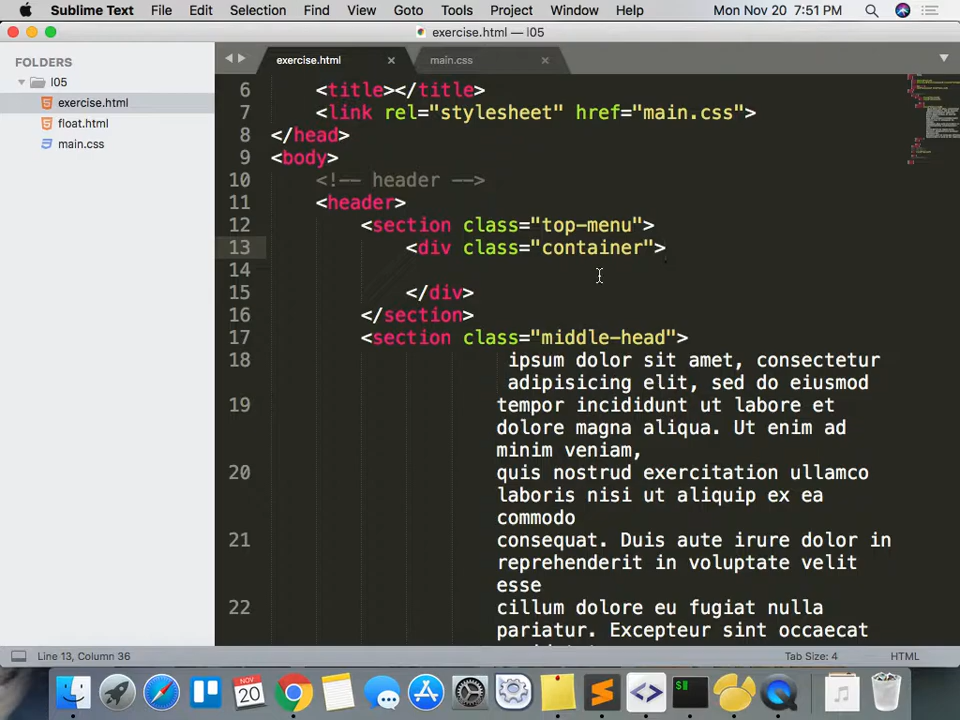 Sublime Text File Edit Selection Find View Goto Tools Project Window Help Mon Nov 20 7:51 PM
exercise.html — l05
FOLDERS
l05
exercise.html
float.html
main.css
exercise.html main.css
6 <title></title>
7 <link rel="stylesheet" href="main.css">
8 </head>
9 <body>
10 <!-- header -->
11 <header>
12 <section class="top-menu">
13 <div class="container">
14
15 </div>
16 </section>
17 <section class="middle-head">
18 ipsum dolor sit amet, consectetur
adipisicing elit, sed do eiusmod
19 tempor incididunt ut labore et
dolore magna aliqua. Ut enim ad
minim veniam,
20 quis nostrud exercitation ullamco
laboris nisi ut aliquip ex ea
commodo
21 consequat. Duis aute irure dolor in
reprehenderit in voluptate velit
esse
22 cillum dolore eu fugiat nulla
pariatur. Excepteur sint occaecat
Line 13, Column 36 Tab Size: 4 HTML
NOV
20